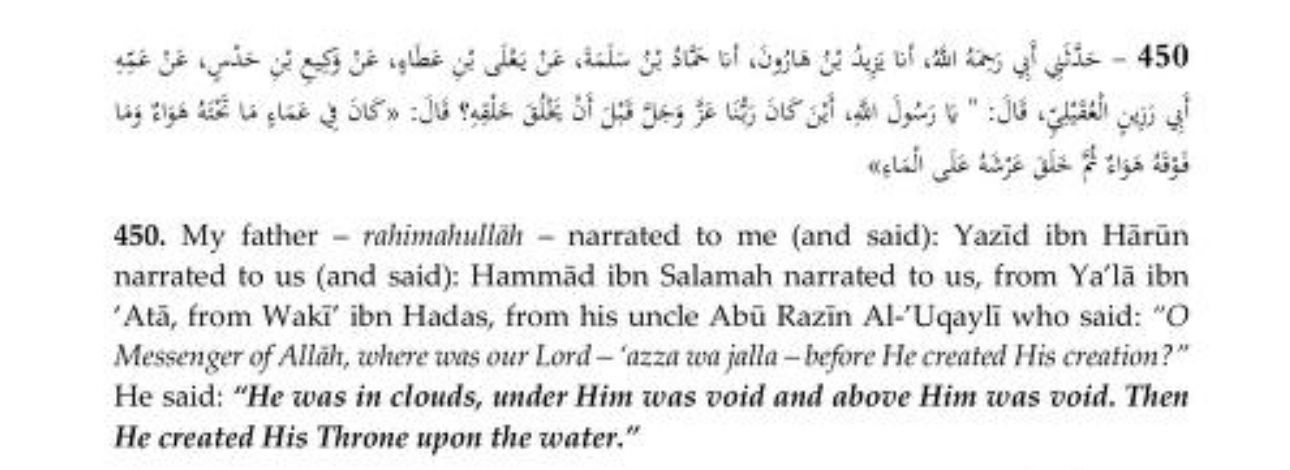 450 – حَدَّثَنِي أَبِي رَحِمَهُ اللَّهُ، أنا يَزِيدُ بْنُ هَارُونَ، أنا حَمَّادُ بْنُ سَلَمَةَ، عَنْ يَعْلَى بْنِ عَطَاءٍ، عَنْ وَكِيعِ بْنِ حَدْسٍ، عَنْ عَمِّهِ
أَبِي رَزِينٍ الْعُقَيْلِيِّ، قَالَ: " يَا رَسُولَ اللَّهِ، أَيْنَ كَانَ رَبُّنَا عَزَّ وَجَلَّ قَبْلَ أَنْ يَخْلُقَ خَلْقِهِ؟ قَالَ: «كَانَ فِي عَمَاءٍ مَا تَحْتَهُ هَوَاءٌ وَمَا
فَوْقَهُ هَوَاءٌ ثُمَّ خَلَقَ عَرْشَهُ عَلَى الْمَاءِ»
450. My father – rahimahullāh – narrated to me (and said): Yazīd ibn Hārūn
narrated to us (and said): Hammād ibn Salamah narrated to us, from Ya’lā ibn
‘Atā, from Wakī’ ibn Hadas, from his uncle Abū Razīn Al-’Uqaylī who said: “O
Messenger of Allāh, where was our Lord – ‘azza wa jalla – before He created His creation?”
He said: “He was in clouds, under Him was void and above Him was void. Then
He created His Throne upon the water.”